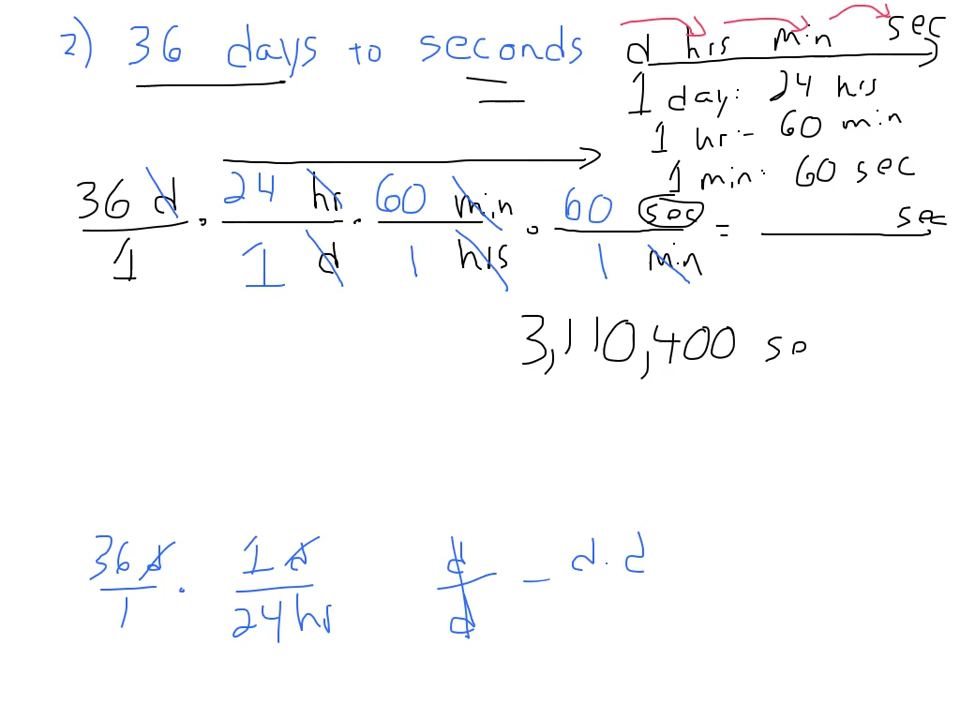 2) 36 days to seconds
d hrs min sec
1 day: 24 hrs
1 hr:- 60 min
1 min: 60 sec
36 d · 24 hr · 60 min · 60 sec = ____ sec
1 1 d 1 hrs 1 min
3,110,400 se
36 d · 1 d d - d.d
1 24 hr d